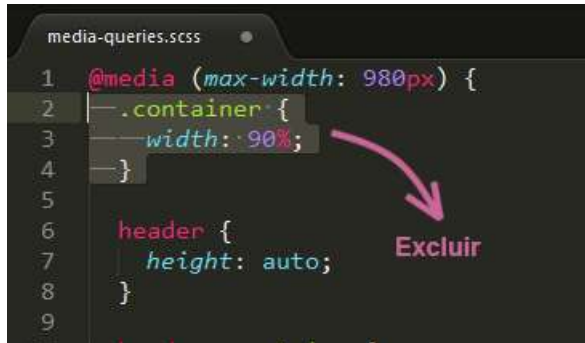 media-queries.scss
1 @media (max-width: 980px) {
2 .container {
3 width: 90%;
4 }
5
6 header {
7 height: auto;
8 }
9
Excluir